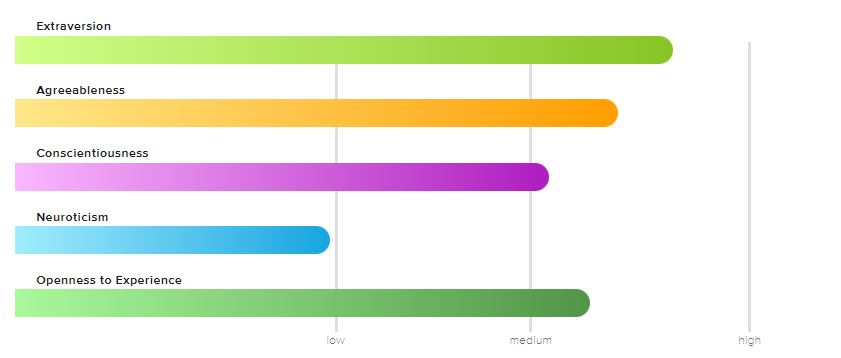 Extraversion
Agreeableness
Conscientiousness
Neuroticism
Openness to Experience
low medium high